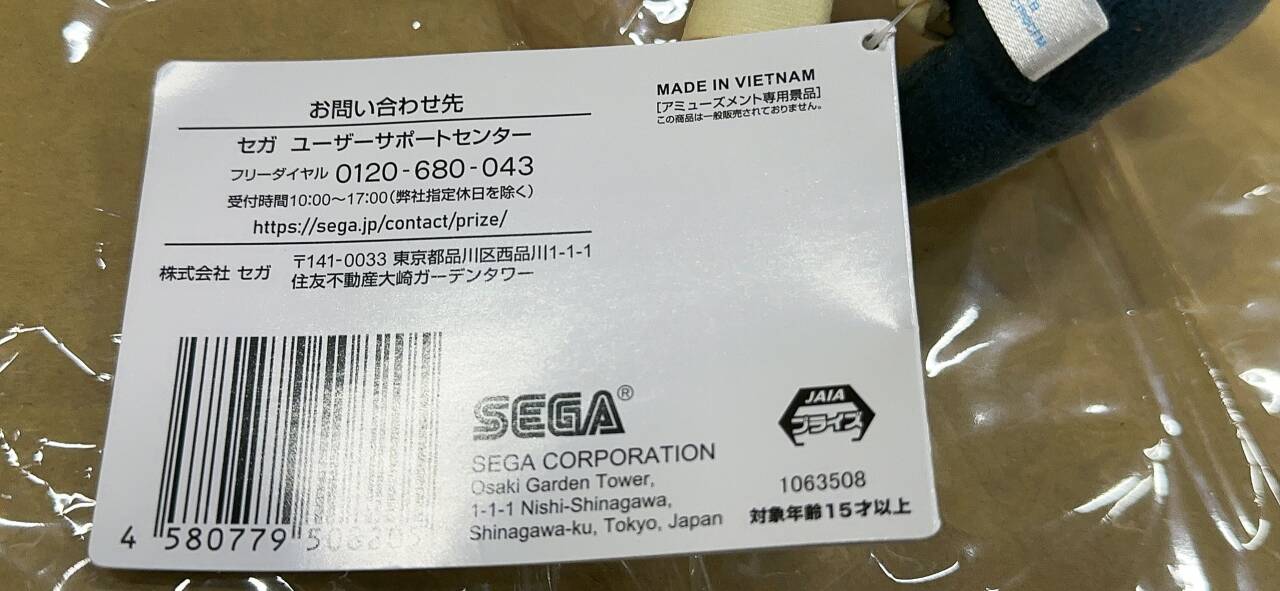 お問い合わせ先
セガ ユーザーサポートセンター
フリーダイヤル 0120-680-043
受付時間10:00〜17:00(弊社指定休日を除く)
https://sega.jp/contact/prize/
株式会社 セガ
〒141-0033 東京都品川区西品川1-1-1
住友不動産大崎ガーデンタワー
MADE IN VIETNAM
[アミューズメント専用景品]
この商品は一般販売されておりません。
4 580779
SEGA®
SEGA CORPORATION
Osaki Garden Tower,
1-1-1 Nishi-Shinagawa,
Shinagawa-ku, Tokyo, Japan
JAIA
プライズ
1063508
対象年齢15才以上